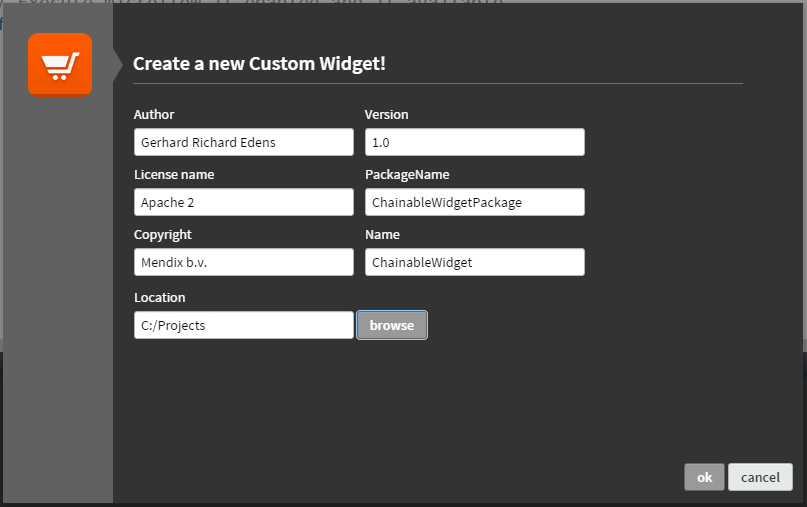 Create a new Custom Widget!
Author Version
Gerhard Richard Edens 1.0
License name PackageName
Apache 2 ChainableWidgetPackage
Copyright Name
Mendix b.v. ChainableWidget
Location
C:/Projects browse
ok cancel